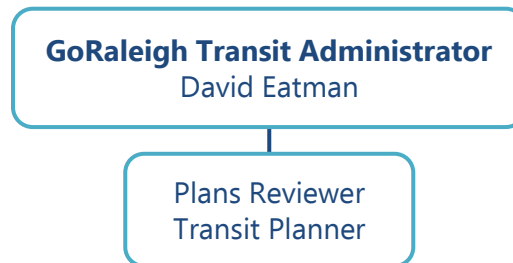 GoRaleigh Transit Administrator
David Eatman
Plans Reviewer
Transit Planner